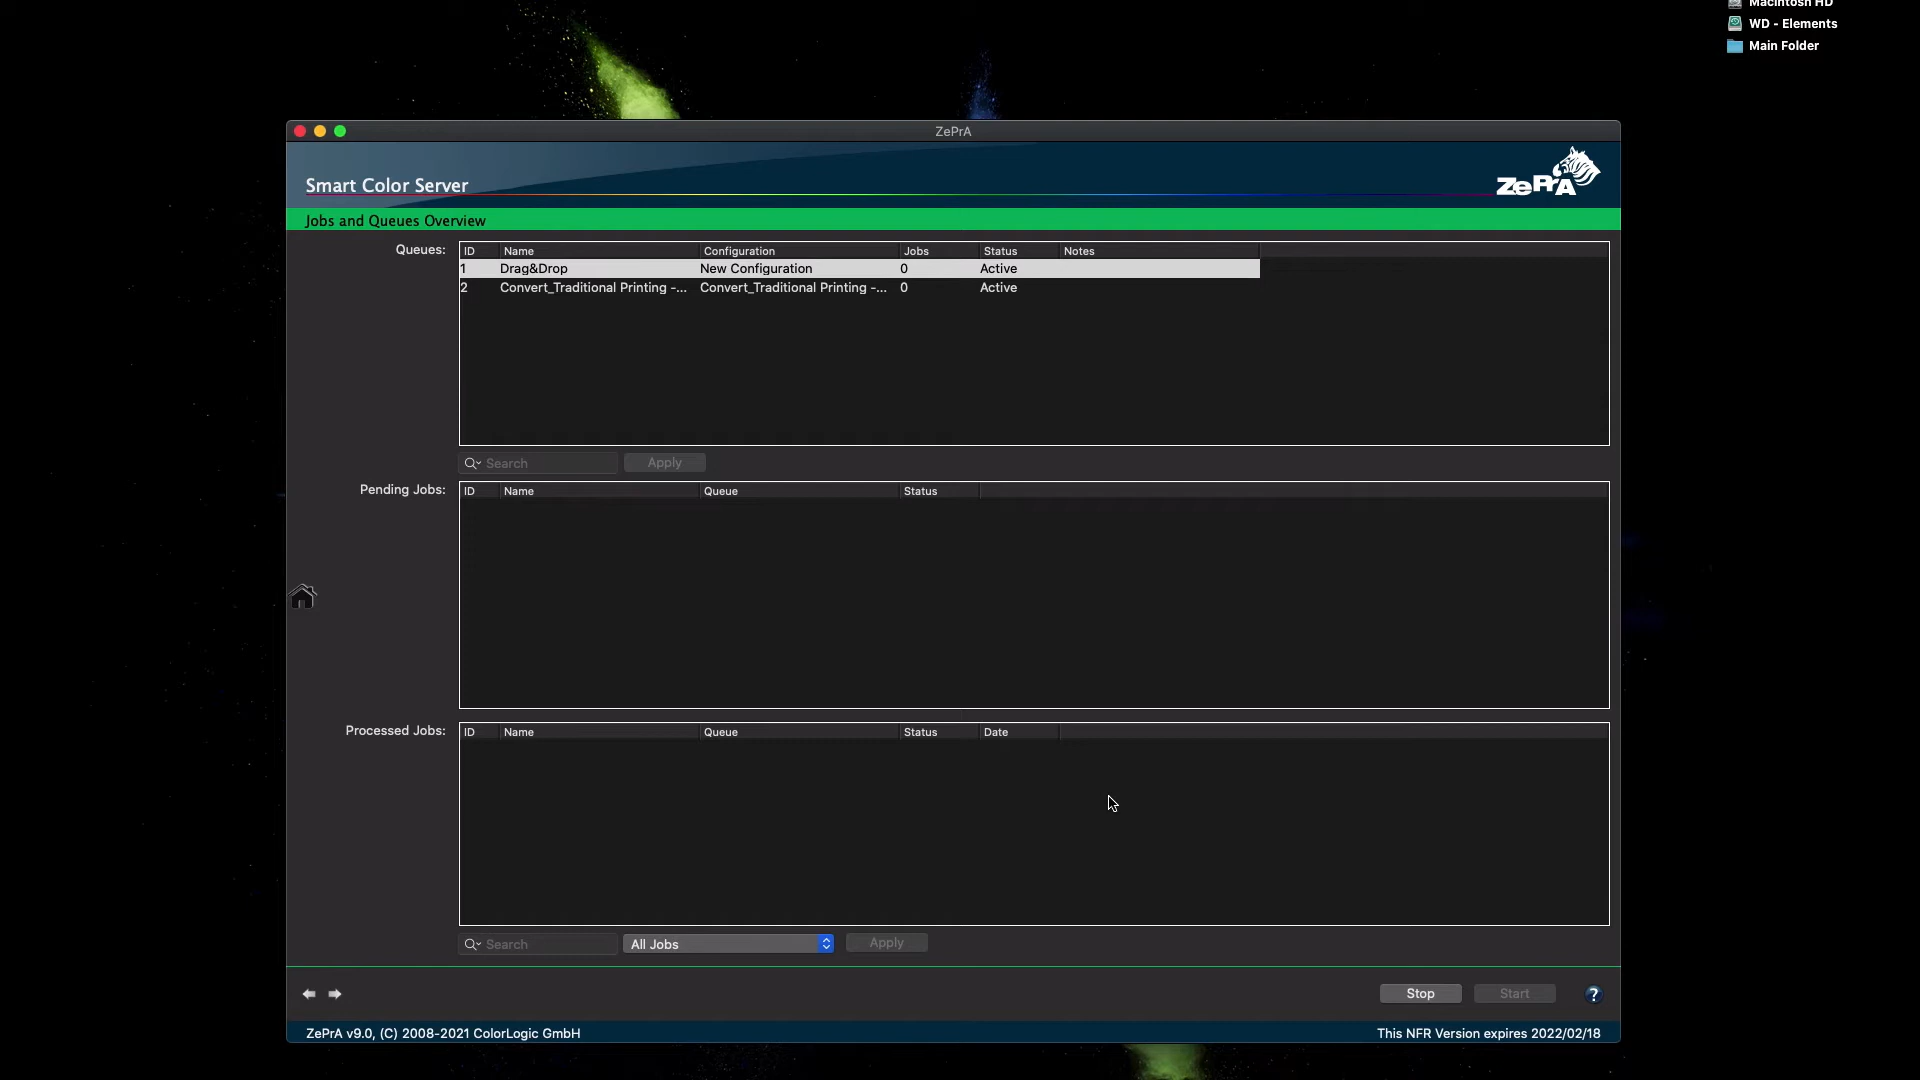 Macintosh HD
WD - Elements
Main Folder
ZePrA
Smart Color Server
ZePrA
Jobs and Queues Overview
Queues:
ID Name Configuration Jobs Status Notes
1 Drag&Drop New Configuration 0 Active
2 Convert_Traditional Printing -... Convert_Traditional Printing -... 0 Active
Search Apply
Pending Jobs:
ID Name Queue Status
Processed Jobs:
ID Name Queue Status Date
Search All Jobs Apply
Stop Start ?
ZePrA v9.0, (C) 2008-2021 ColorLogic GmbH
This NFR Version expires 2022/02/18